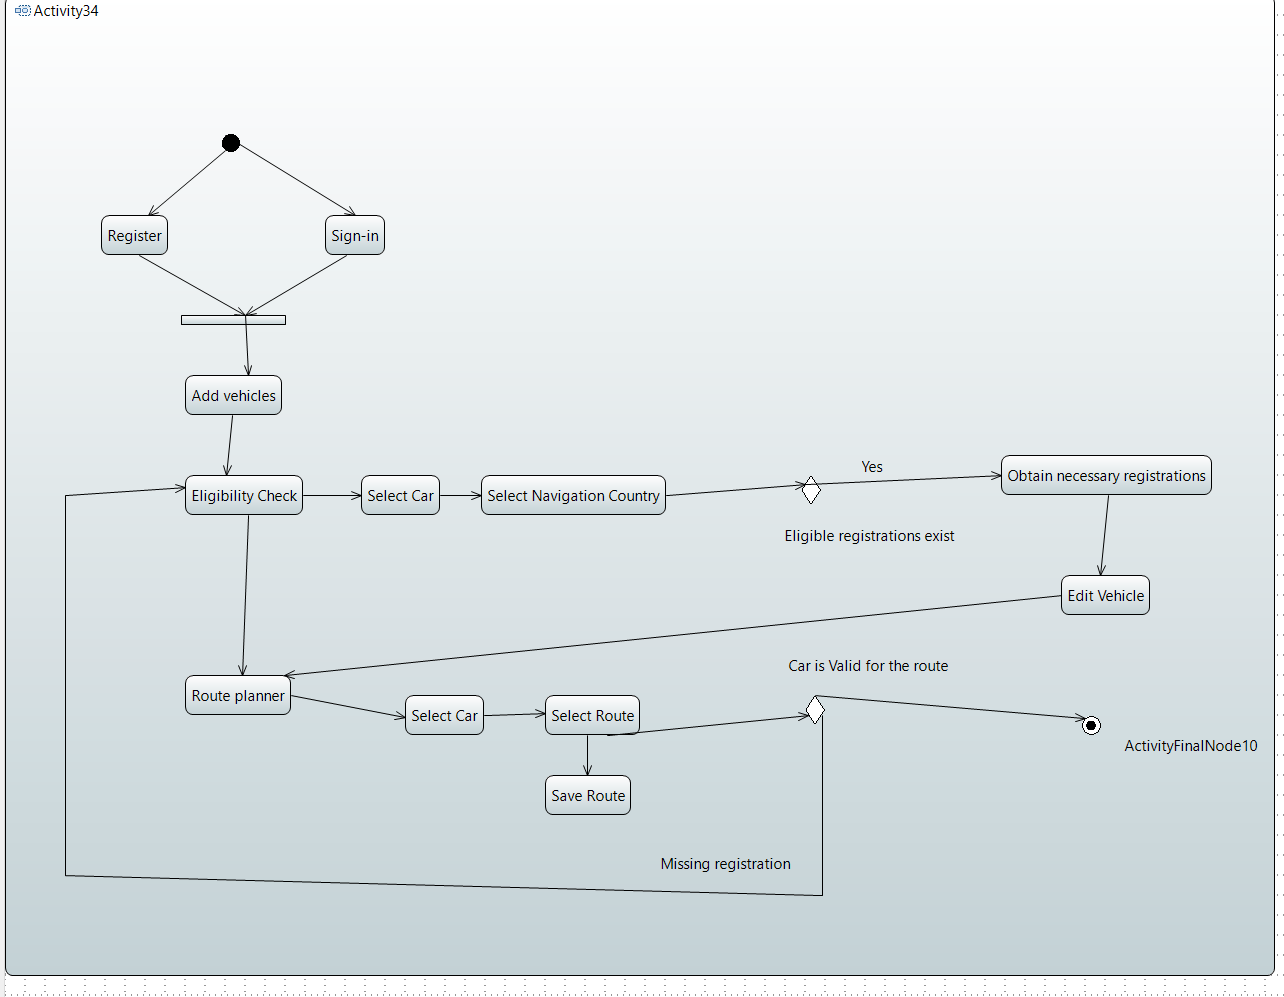 Activity34
Register
Sign-in
Add vehicles
Eligibility Check
Select Car
Select Navigation Country
Yes
Eligible registrations exist
Obtain necessary registrations
Edit Vehicle
Route planner
Select Car
Select Route
Save Route
Car is Valid for the route
ActivityFinalNode10
Missing registration